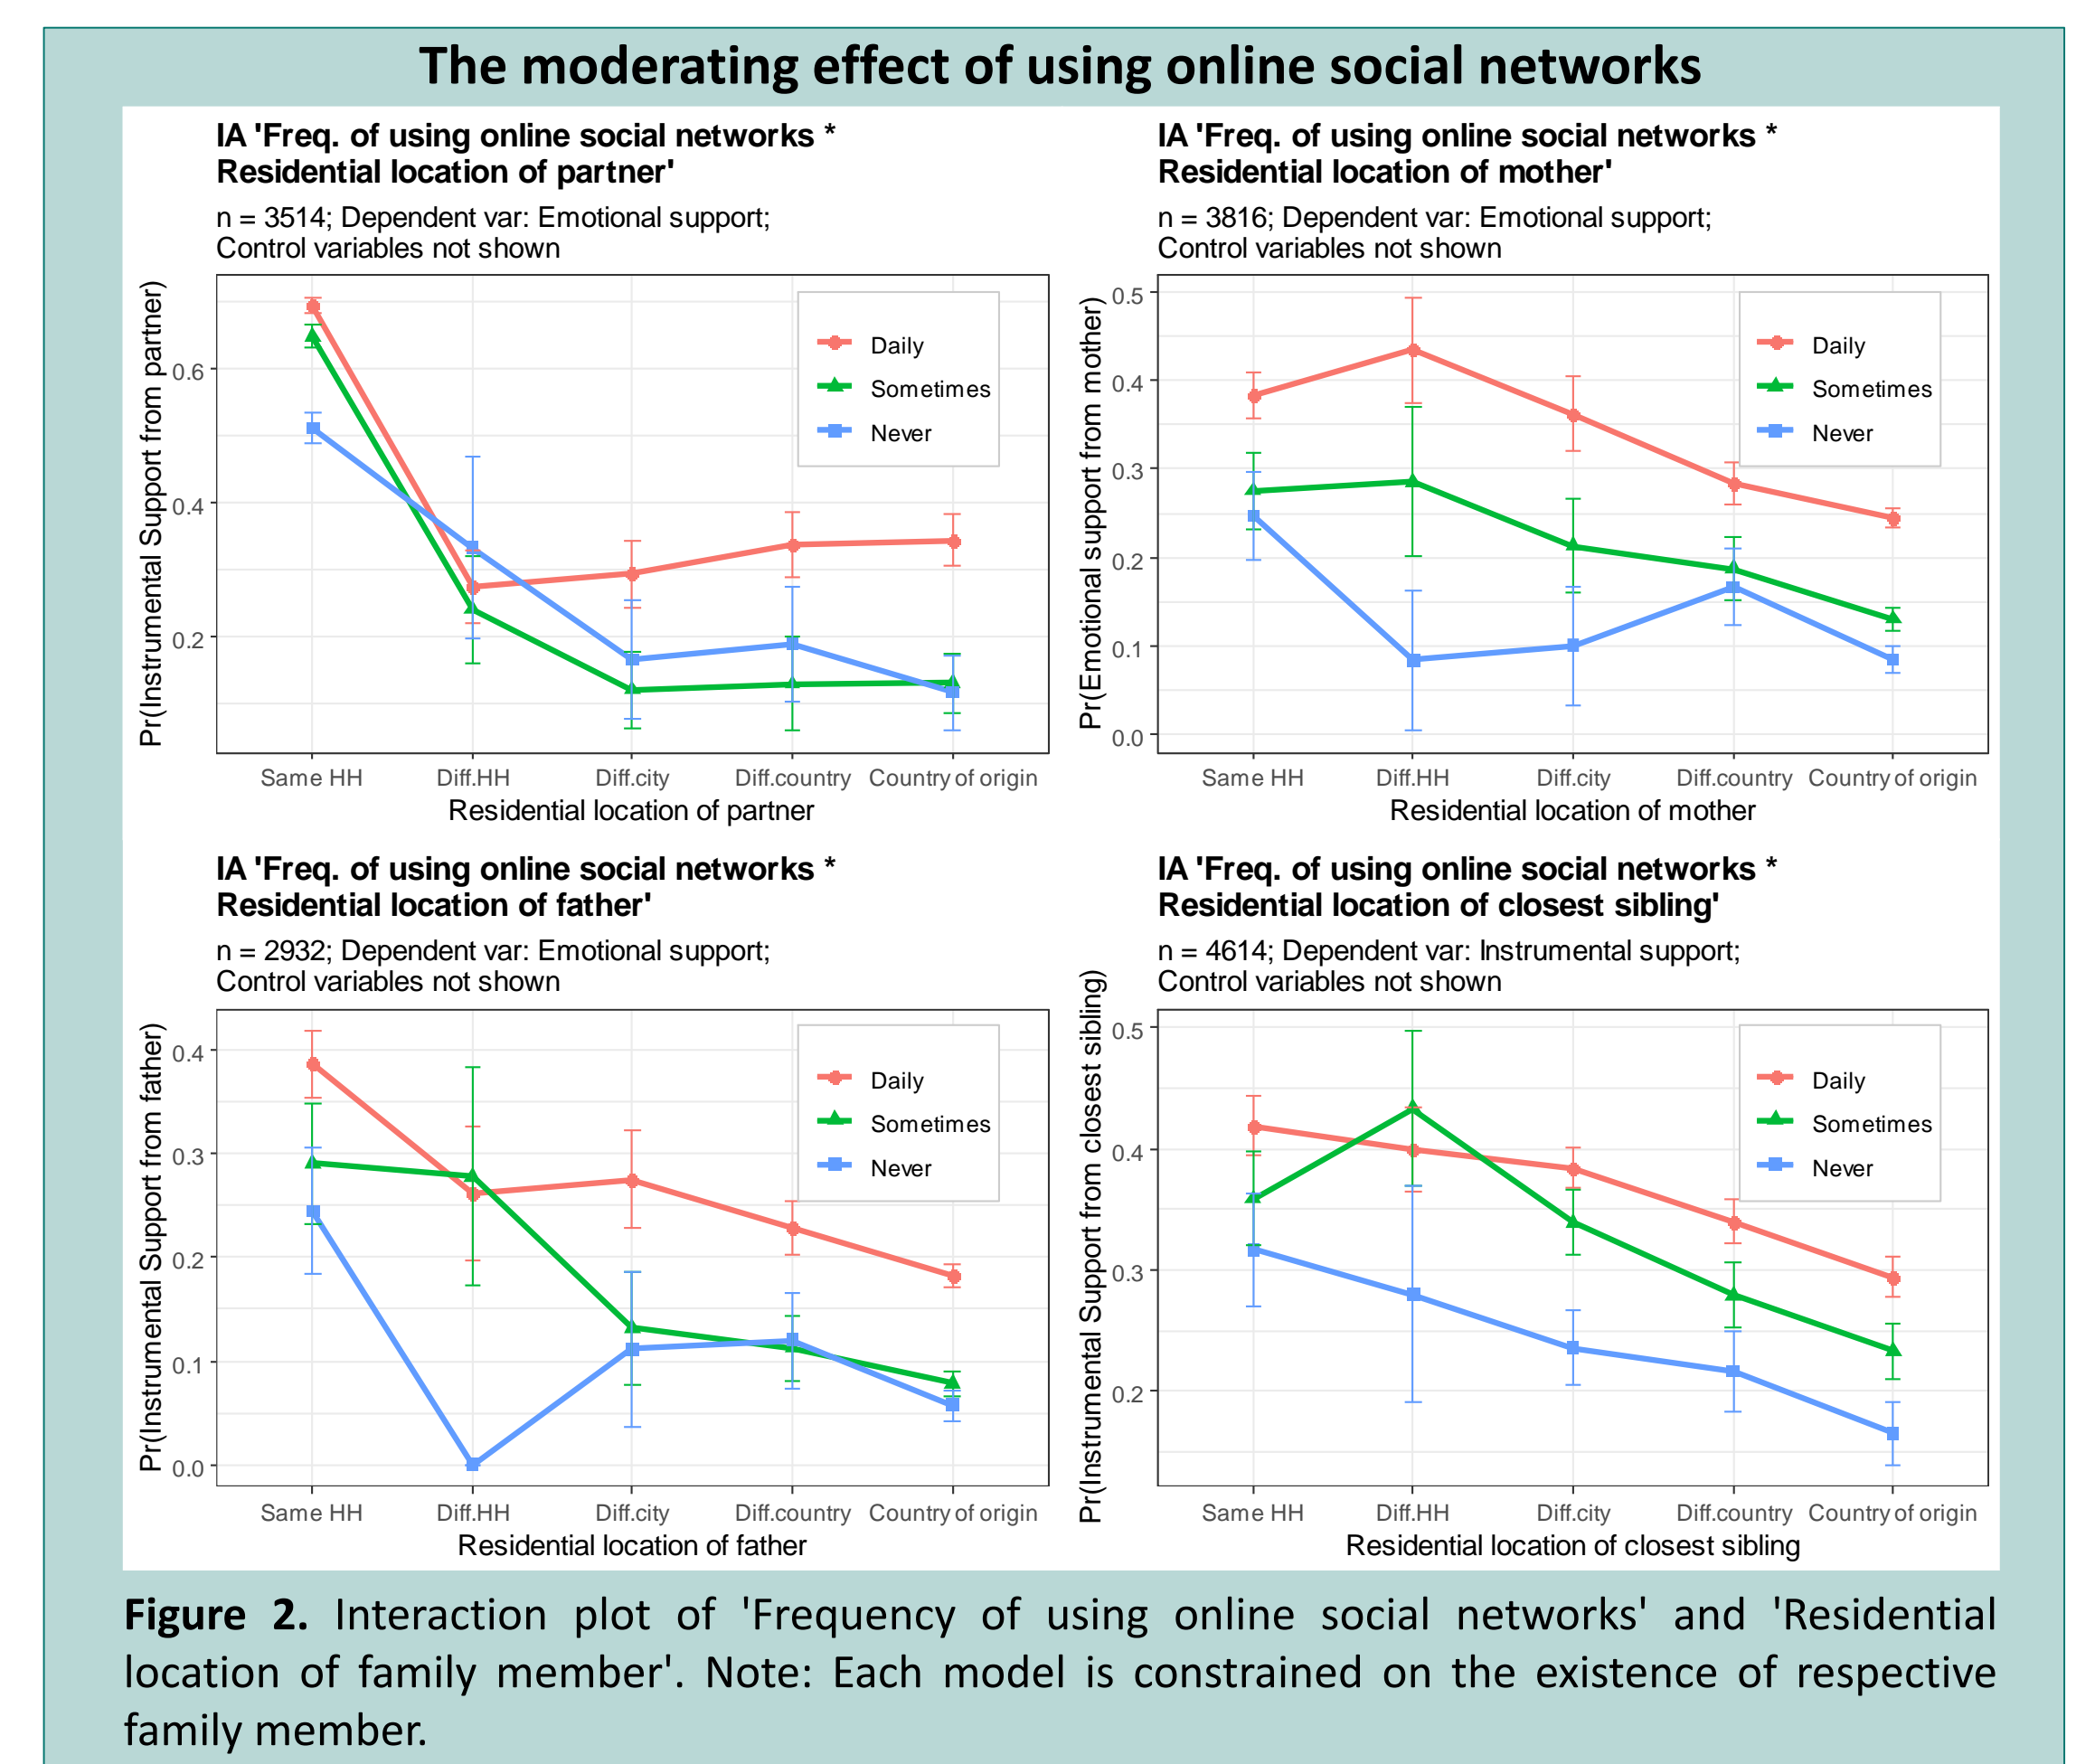 The moderating effect of using online social networks
IA 'Freq. of using online social networks *
Residential location of partner'
n = 3514; Dependent var: Emotional support;
Control variables not shown
Pr(Instrumental Support from partner)
0.6
0.4
0.2
Daily
Sometimes
Never
Same HH
Diff.HH
Diff.city
Diff.country
Country of origin
Residential location of partner
IA 'Freq. of using online social networks *
Residential location of mother'
n = 3816; Dependent var: Emotional support;
Control variables not shown
Pr(Emotional support from mother)
0.5
0.4
0.3
0.2
0.1
0.0
Daily
Sometimes
Never
Same HH
Diff.HH
Diff.city
Diff.country
Country of origin
Residential location of mother
IA 'Freq. of using online social networks *
Residential location of father'
n = 2932; Dependent var: Emotional support;
Control variables not shown
Pr(Instrumental Support from father)
0.4
0.3
0.2
0.1
0.0
Daily
Sometimes
Never
Same HH
Diff.HH
Diff.city
Diff.country
Country of origin
Residential location of father
IA 'Freq. of using online social networks *
Residential location of closest sibling'
n = 4614; Dependent var: Instrumental support;
Control variables not shown
Pr(Instrumental Support from closest sibling)
0.5
0.4
0.3
0.2
Daily
Sometimes
Never
Same HH
Diff.HH
Diff.city
Diff.country
Country of origin
Residential location of closest sibling
Figure 2. Interaction plot of 'Frequency of using online social networks' and 'Residential
location of family member'. Note: Each model is constrained on the existence of respective
family member.